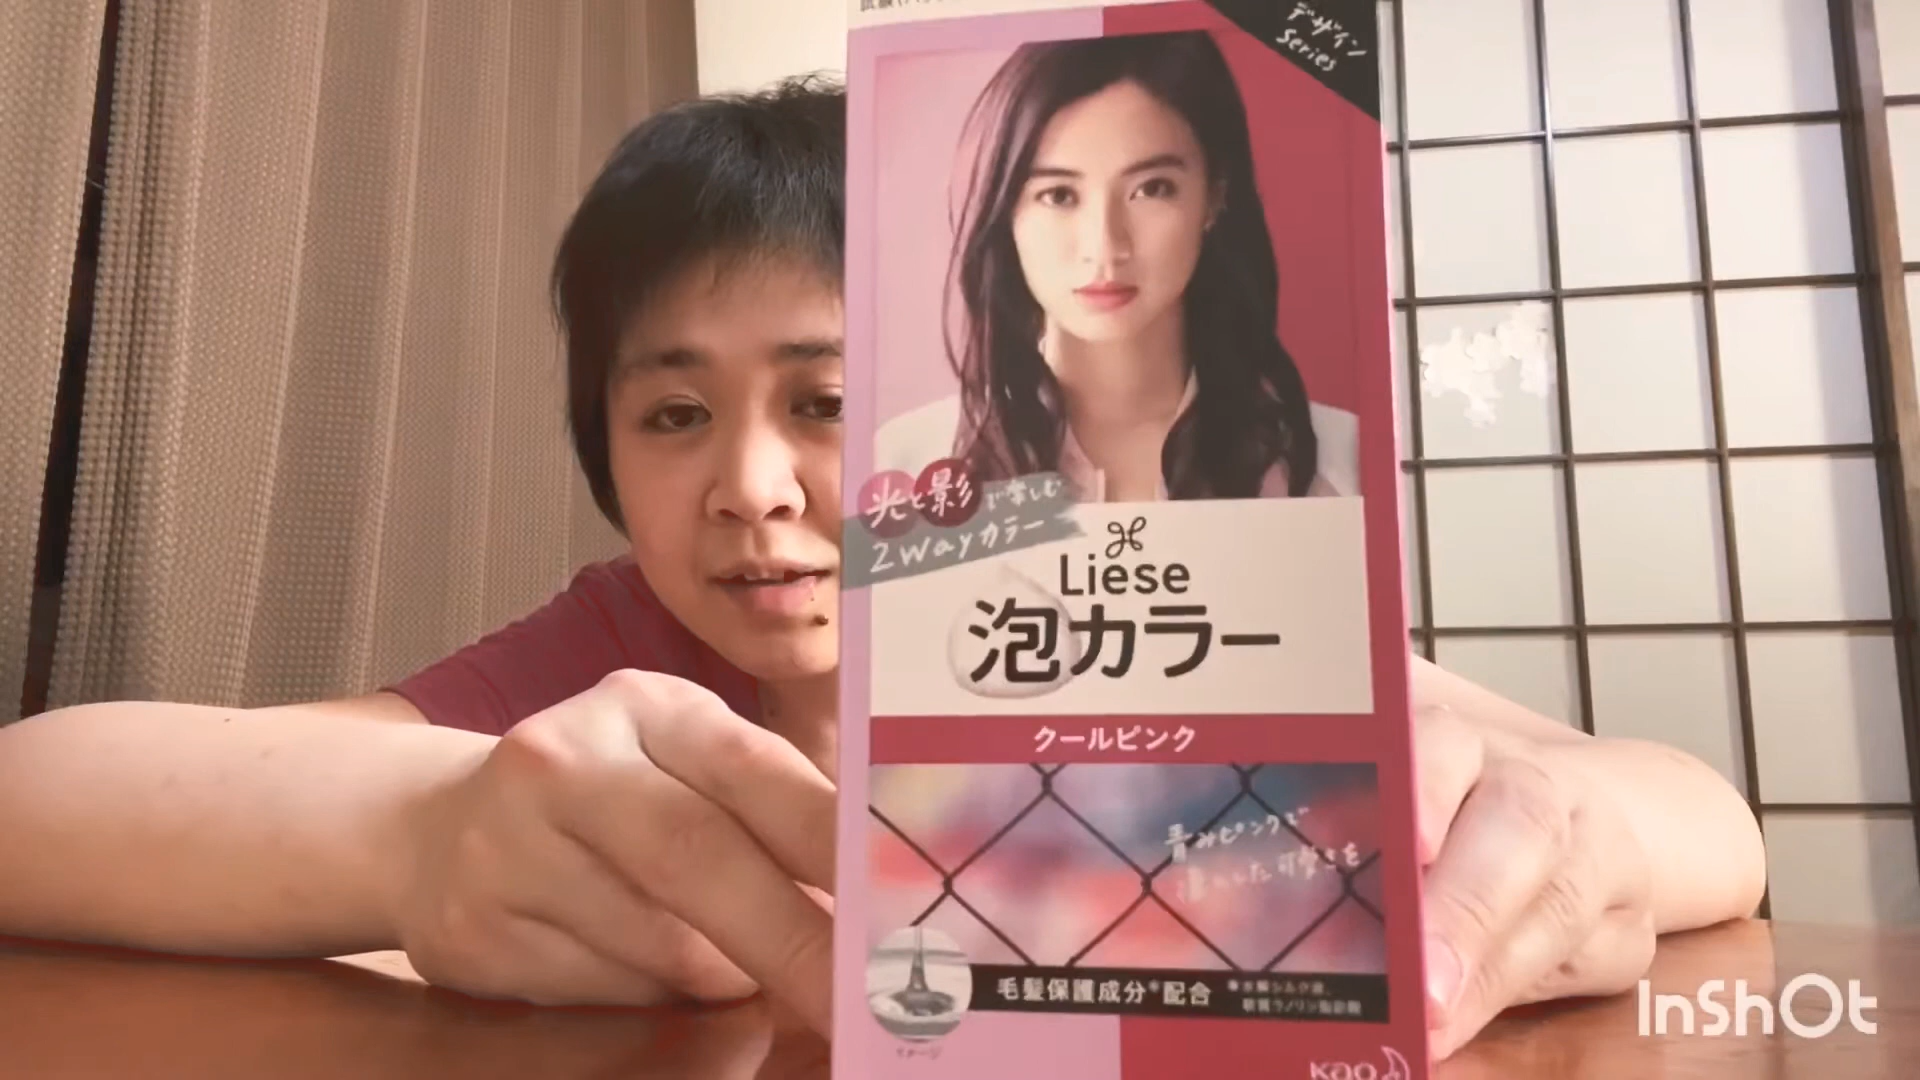 デザイン
Series
光と影で楽しむ
2Wayカラー
Liese
泡カラー
クールピンク
青みピンクで
毛髪保護成分*配合
イメージ
Kao
InShOt